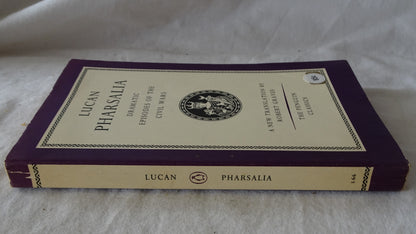 LUCAN
PHARSALIA
DRAMATIC
EPISODES OF THE
CIVIL WARS
A NEW TRANSLATION BY
ROBERT GRAVES
THE PENGUIN
CLASSICS
LUCAN
PHARSALIA
L66